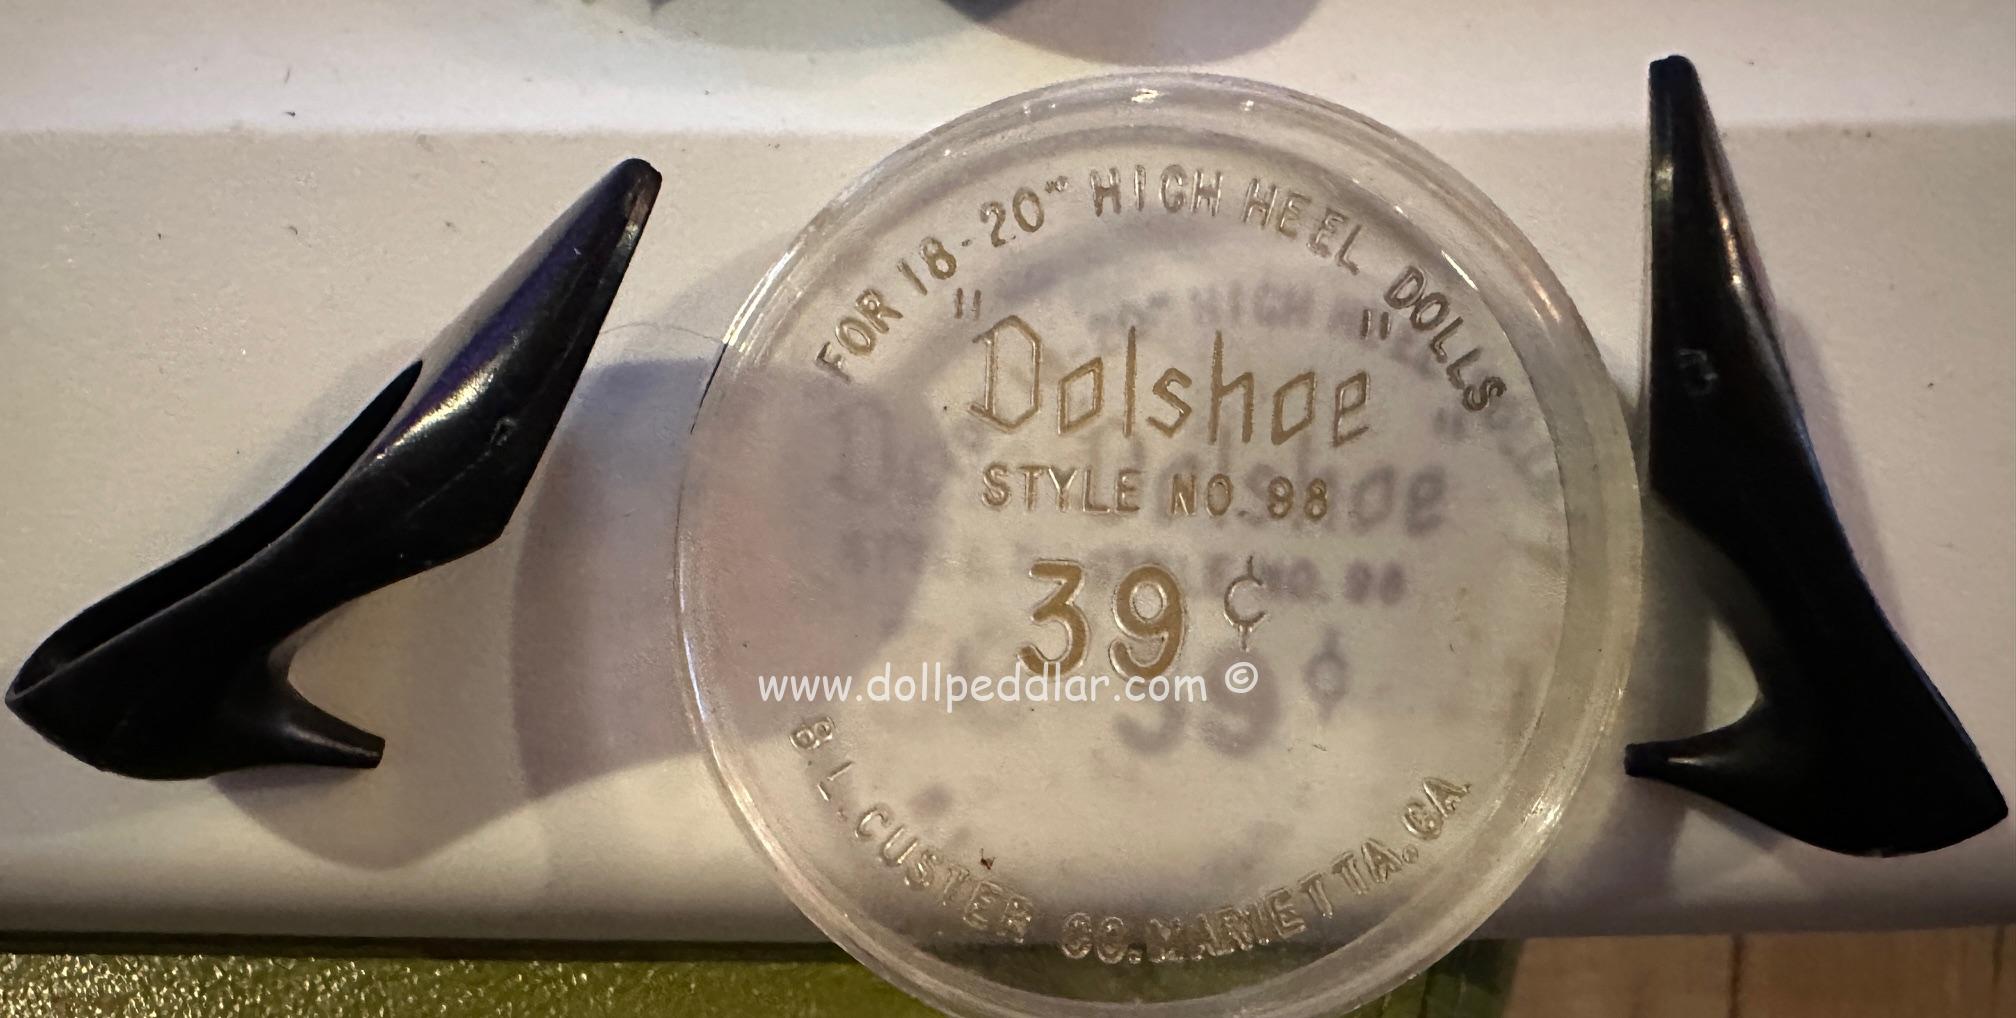 FOR 18-20" HIGH HEEL DOLLS
"Dolshoe"
STYLE NO. 98
39¢
www.dollpeddlar.com ©
B.L. CUSTER CO. MARIETTA, GA.